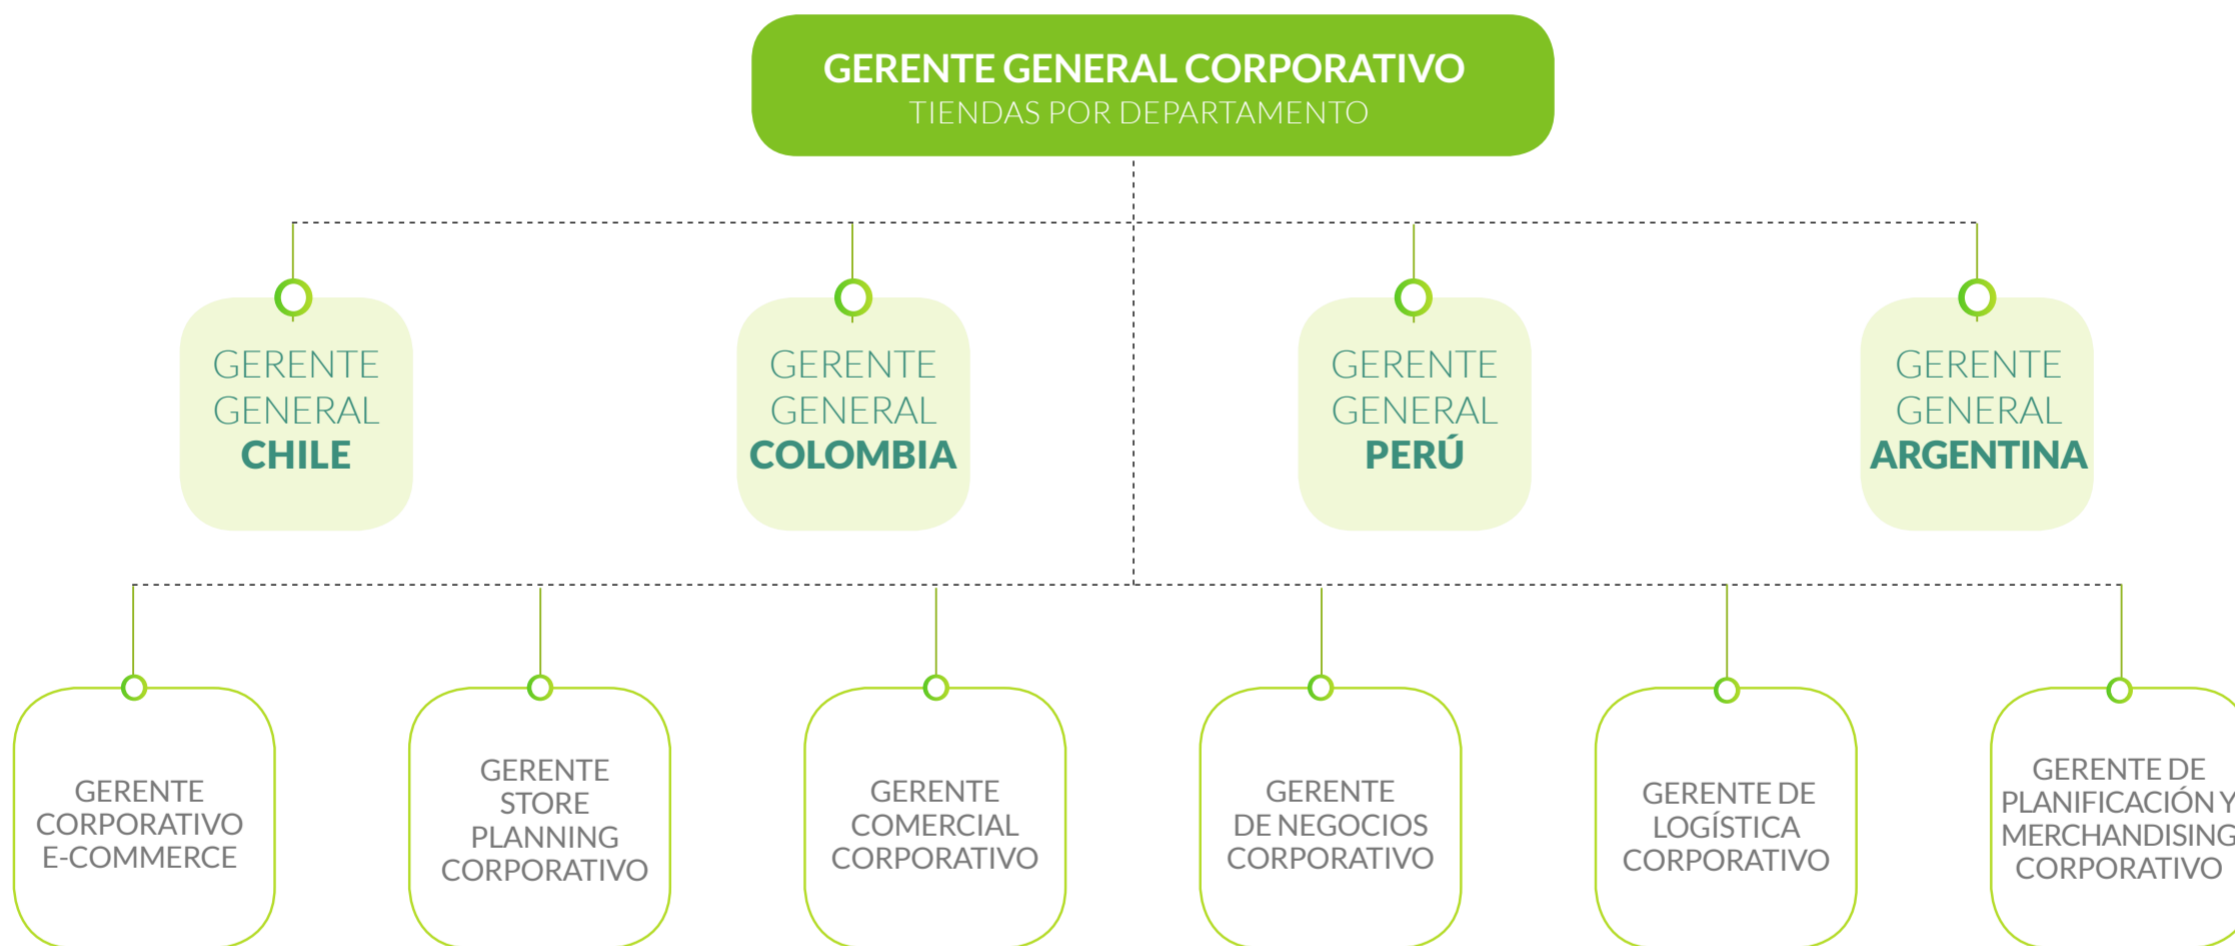 GERENTE GENERAL CORPORATIVO
TIENDAS POR DEPARTAMENTO
GERENTE
GENERAL
CHILE
GERENTE
GENERAL
COLOMBIA
GERENTE
GENERAL
PERÚ
GERENTE
GENERAL
ARGENTINA
GERENTE
CORPORATIVO
E-COMMERCE
GERENTE
STORE
PLANNING
CORPORATIVO
GERENTE
COMERCIAL
CORPORATIVO
GERENTE
DE NEGOCIOS
CORPORATIVO
GERENTE DE
LOGÍSTICA
CORPORATIVO
GERENTE DE
PLANIFICACIÓN Y
MERCHANDISING
CORPORATIVO